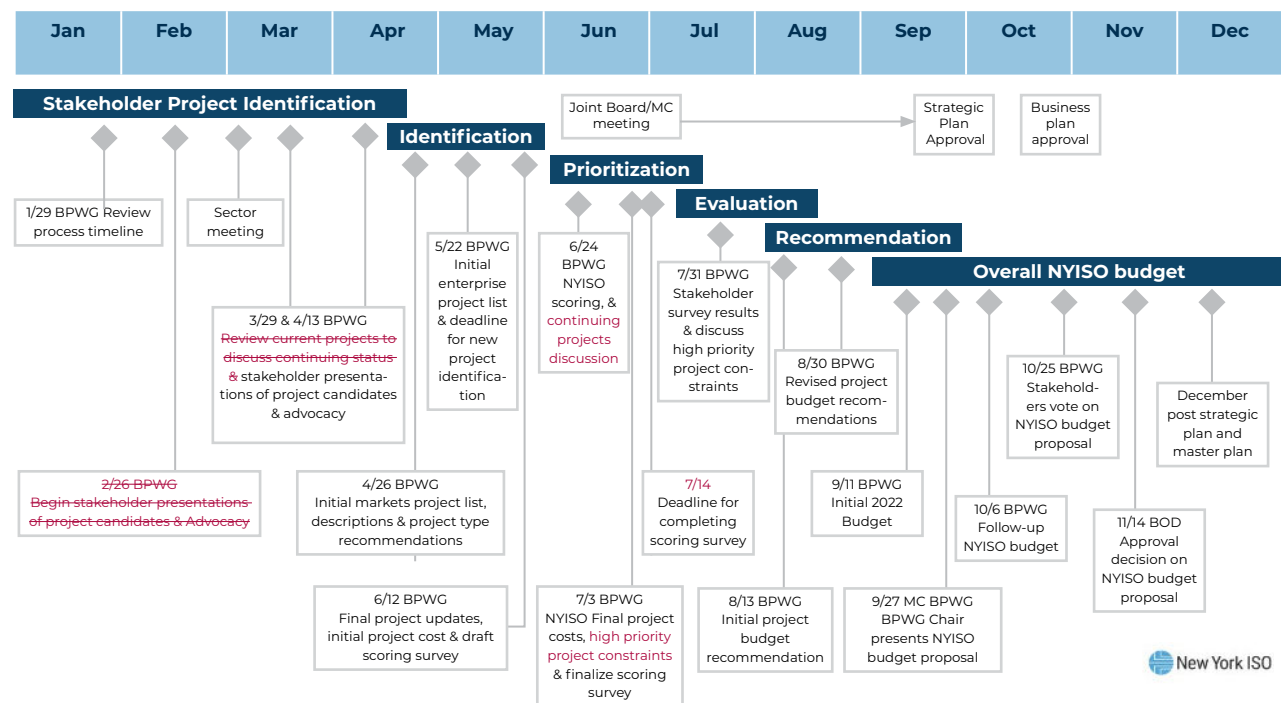 Jan Feb Mar Apr May Jun Jul Aug Sep Oct Nov Dec
Stakeholder Project Identification
Identification
Prioritization
Evaluation
Recommendation
Overall NYISO budget
Joint Board/MC
meeting
Strategic
Plan
Approval
Business
plan
approval
1/29 BPWG Review
process timeline
Sector
meeting
3/29 & 4/13 BPWG
Review current projects to
discuss continuing status
& stakeholder presenta-
tions of project candidates
& advocacy
2/26 BPWG
Begin stakeholder presentations
of project candidates & Advocacy
5/22 BPWG
Initial
enterprise
project list
& deadline
for new
project
identifica-
tion
4/26 BPWG
Initial markets project list,
descriptions & project type
recommendations
6/12 BPWG
Final project updates,
initial project cost & draft
scoring survey
6/24
BPWG
NYISO
scoring, &
continuing
projects
discussion
7/3 BPWG
NYISO Final project
costs, high priority
project constraints
& finalize scoring
survey
7/14
Deadline for
completing
scoring survey
7/31 BPWG
Stakeholder
survey results
& discuss
high priority
project con-
straints
8/30 BPWG
Revised project
budget recom-
mendations
8/13 BPWG
Initial project
budget
recommendation
9/11 BPWG
Initial 2022
Budget
9/27 MC BPWG
BPWG Chair
presents NYISO
budget proposal
10/6 BPWG
Follow-up
NYISO budget
10/25 BPWG
Stakehold-
ers vote on
NYISO budget
proposal
11/14 BOD
Approval
decision on
NYISO budget
proposal
December
post strategic
plan and
master plan
New York ISO